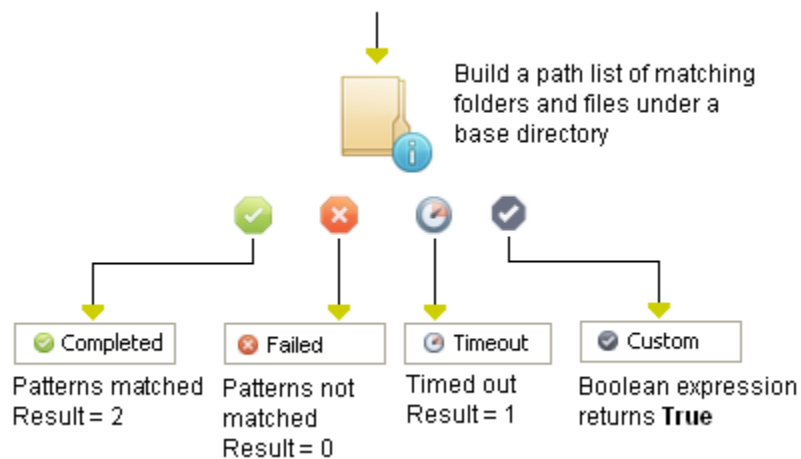 Build a path list of matching
folders and files under a
base directory
Completed
Patterns matched
Result = 2
Failed
Patterns not
matched
Result = 0
Timeout
Timed out
Result = 1
Custom
Boolean expression
returns True